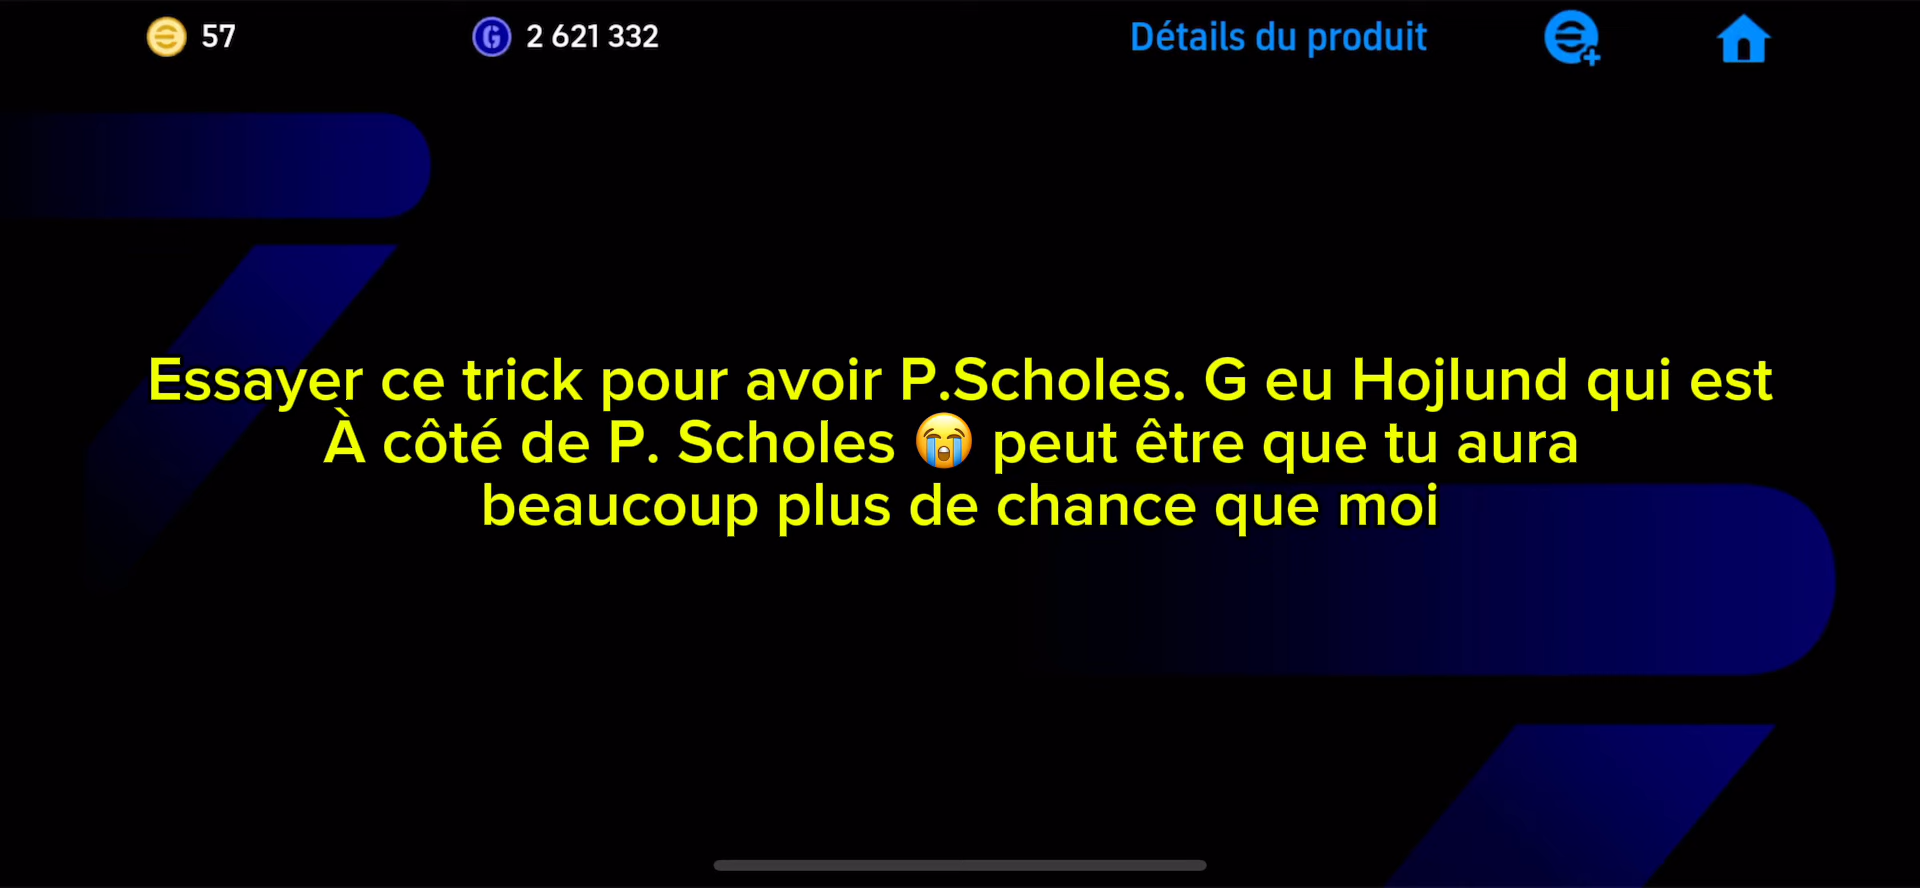 57
2 621 332
Détails du produit
Essayer ce trick pour avoir P.Scholes. G eu Hojlund qui est
À côté de P. Scholes 😭 peut être que tu aura
beaucoup plus de chance que moi